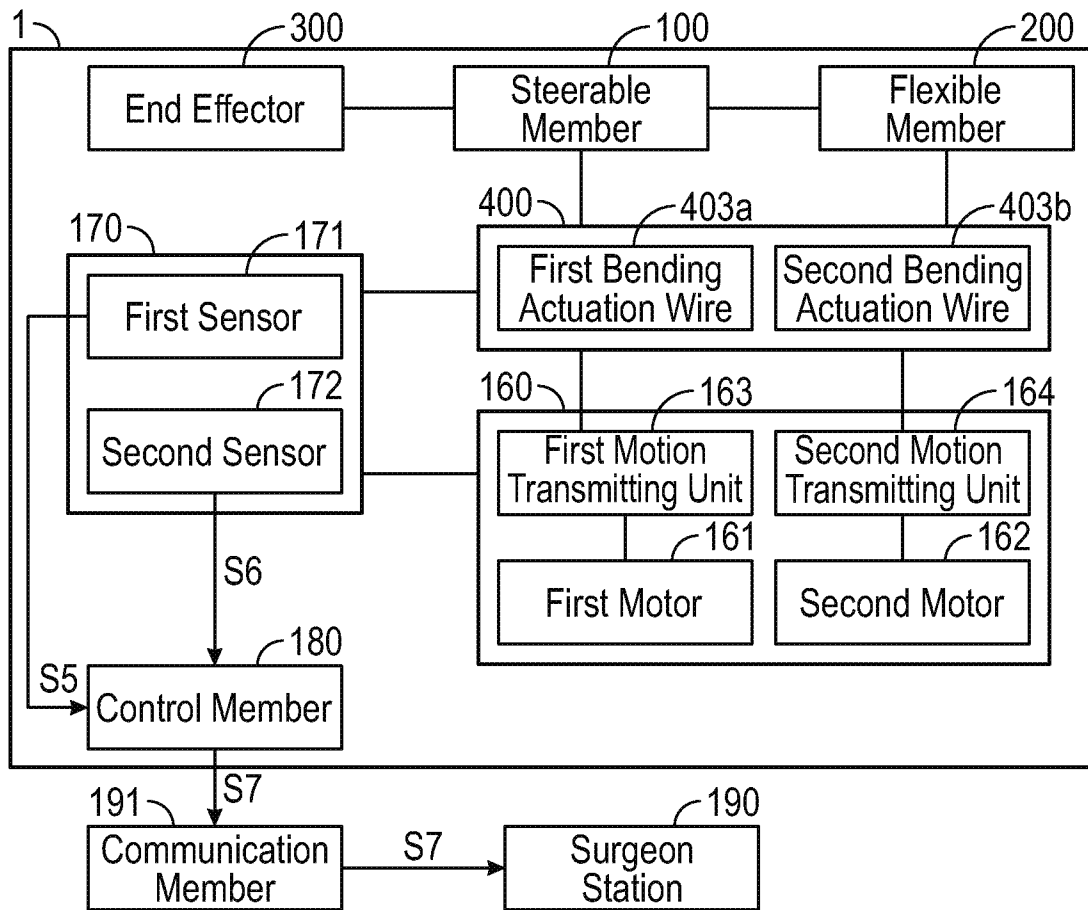 1
300
100
200
End Effector
Steerable
Member
Flexible
Member
400
403a
403b
170
171
First Bending
Actuation Wire
Second Bending
Actuation Wire
First Sensor
172
160
163
164
Second Sensor
First Motion
Transmitting Unit
Second Motion
Transmitting Unit
161
162
S6
First Motor
Second Motor
180
S5
Control Member
S7
191
190
Communication
Member
S7
Surgeon
Station